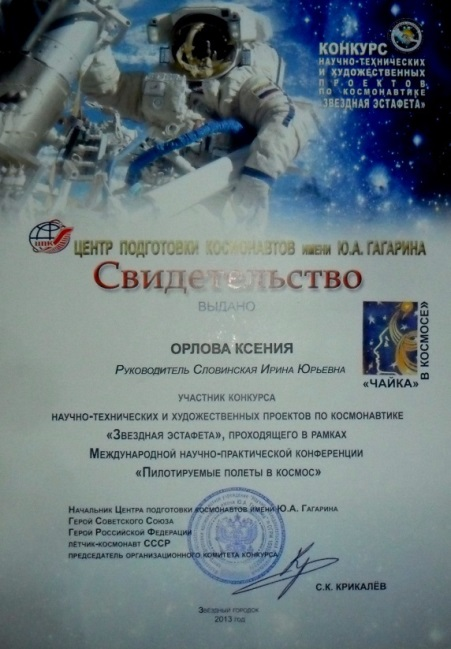 КОНКУРС
НАУЧНО-ТЕХНИЧЕСКИХ
И ХУДОЖЕСТВЕННЫХ
ПРОЕКТОВ
ПО КОСМОНАВТИКЕ
"ЗВЕЗДНАЯ ЭСТАФЕТА"
ЦПК
ЦЕНТР ПОДГОТОВКИ КОСМОНАВТОВ ИМЕНИ Ю.А. ГАГАРИНА
Свидетельство
ВЫДАНО
ОРЛОВА КСЕНИЯ
Руководитель Словинская Ирина Юрьевна
«ЧАЙКА»
В КОСМОСЕ»
УЧАСТНИК КОНКУРСА
НАУЧНО-ТЕХНИЧЕСКИХ И ХУДОЖЕСТВЕННЫХ ПРОЕКТОВ ПО КОСМОНАВТИКЕ
«ЗВЕЗДНАЯ ЭСТАФЕТА», ПРОХОДЯЩЕГО В РАМКАХ
МЕЖДУНАРОДНОЙ НАУЧНО-ПРАКТИЧЕСКОЙ КОНФЕРЕНЦИИ
«ПИЛОТИРУЕМЫЕ ПОЛЕТЫ В КОСМОС»
НАЧАЛЬНИК ЦЕНТРА ПОДГОТОВКИ КОСМОНАВТОВ ИМЕНИ Ю.А. ГАГАРИНА
ГЕРОЙ СОВЕТСКОГО СОЮЗА
ГЕРОЙ РОССИЙСКОЙ ФЕДЕРАЦИИ
ЛЁТЧИК-КОСМОНАВТ СССР
ПРЕДСЕДАТЕЛЬ ОРГАНИЗАЦИОННОГО КОМИТЕТА КОНКУРСА
С.К. КРИКАЛЁВ
ЗВЕЗДНЫЙ ГОРОДОК
2013 ГОД